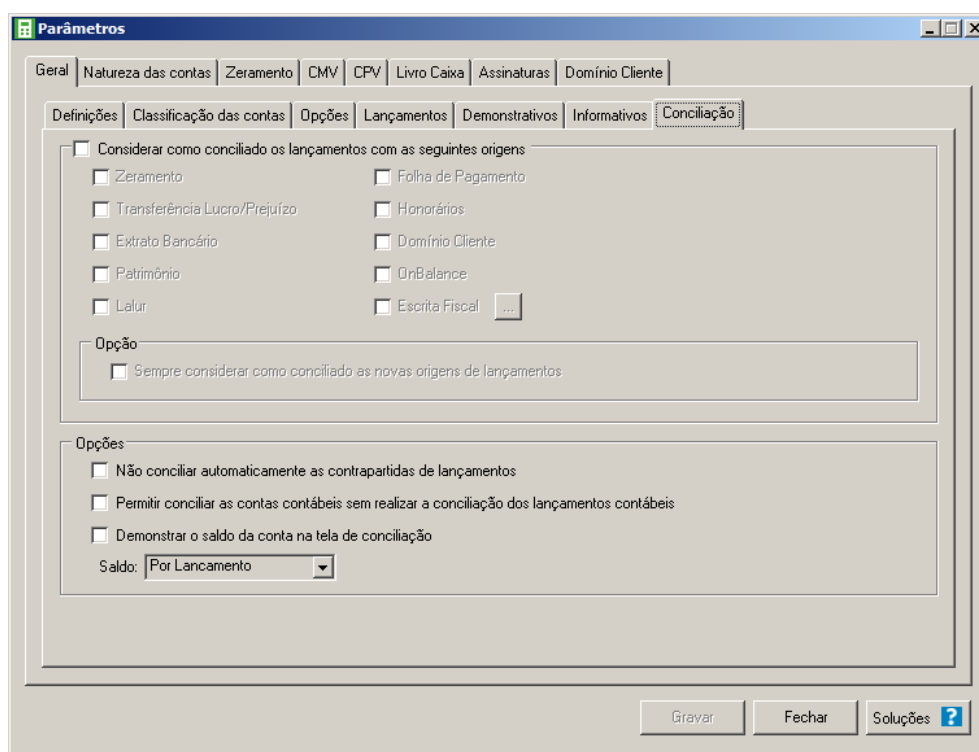 Parâmetros
Geral Natureza das contas Zeramento CMV CPV Livro Caixa Assinaturas Domínio Cliente
Definições Classificação das contas Opções Lançamentos Demonstrativos Informativos Conciliação
Considerar como conciliado os lançamentos com as seguintes origens
Zeramento Folha de Pagamento
Transferência Lucro/Prejuízo Honorários
Extrato Bancário Domínio Cliente
Patrimônio OnBalance
Lalur Escrita Fiscal ...
Opção
Sempre considerar como conciliado as novas origens de lançamentos
Opções
Não conciliar automaticamente as contrapartidas de lançamentos
Permitir conciliar as contas contábeis sem realizar a conciliação dos lançamentos contábeis
Demonstrar o saldo da conta na tela de conciliação
Saldo: Por Lancamento
Gravar Fechar Soluções ?